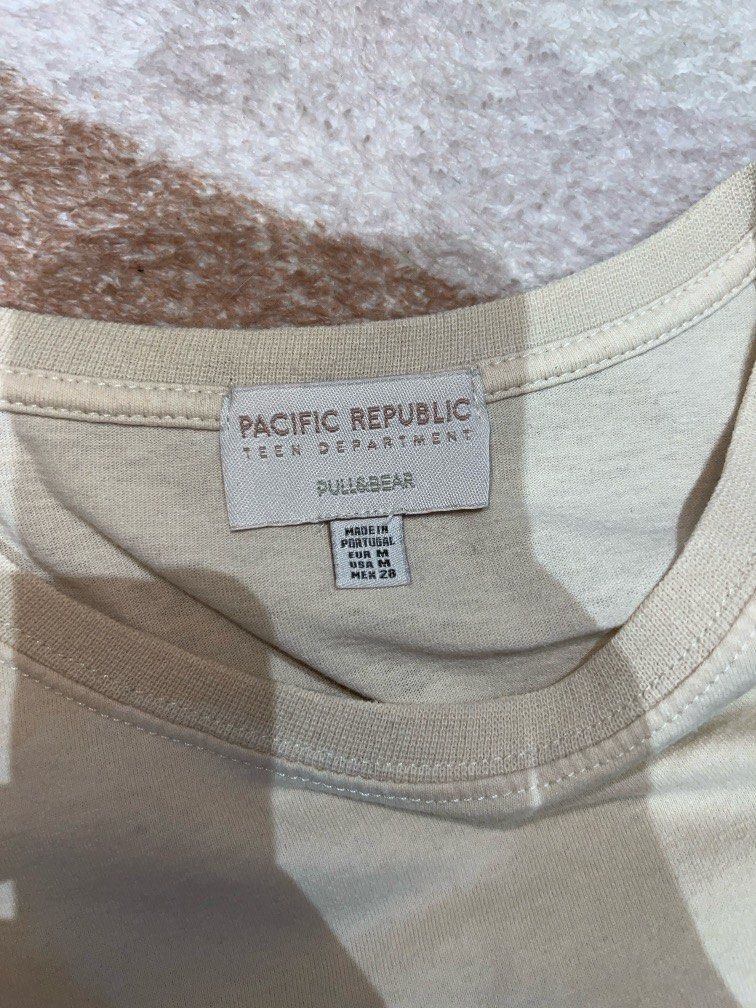 PACIFIC REPUBLIC
TEEN DEPARTMENT
PULL&BEAR
MADE IN
PORTUGAL
EUR M
USA M
MEX 28